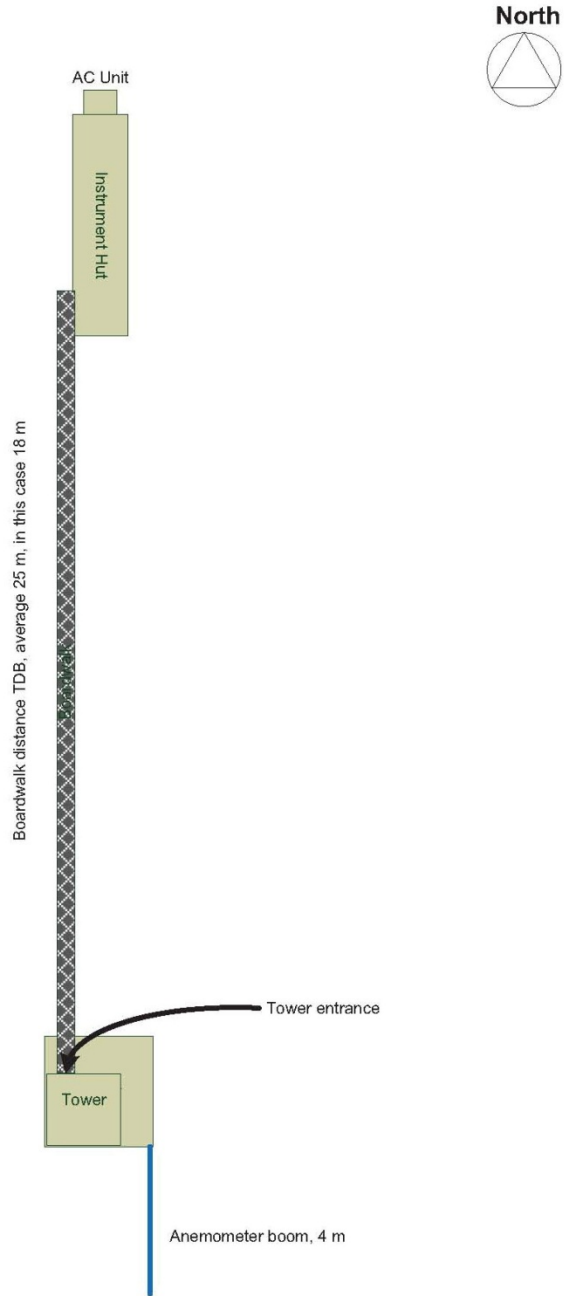 North
AC Unit
Instrument Hut
Boardwalk distance TDB, average 25 m, in this case 18 m
Boardwalk
Tower entrance
Tower
Anemometer boom, 4 m